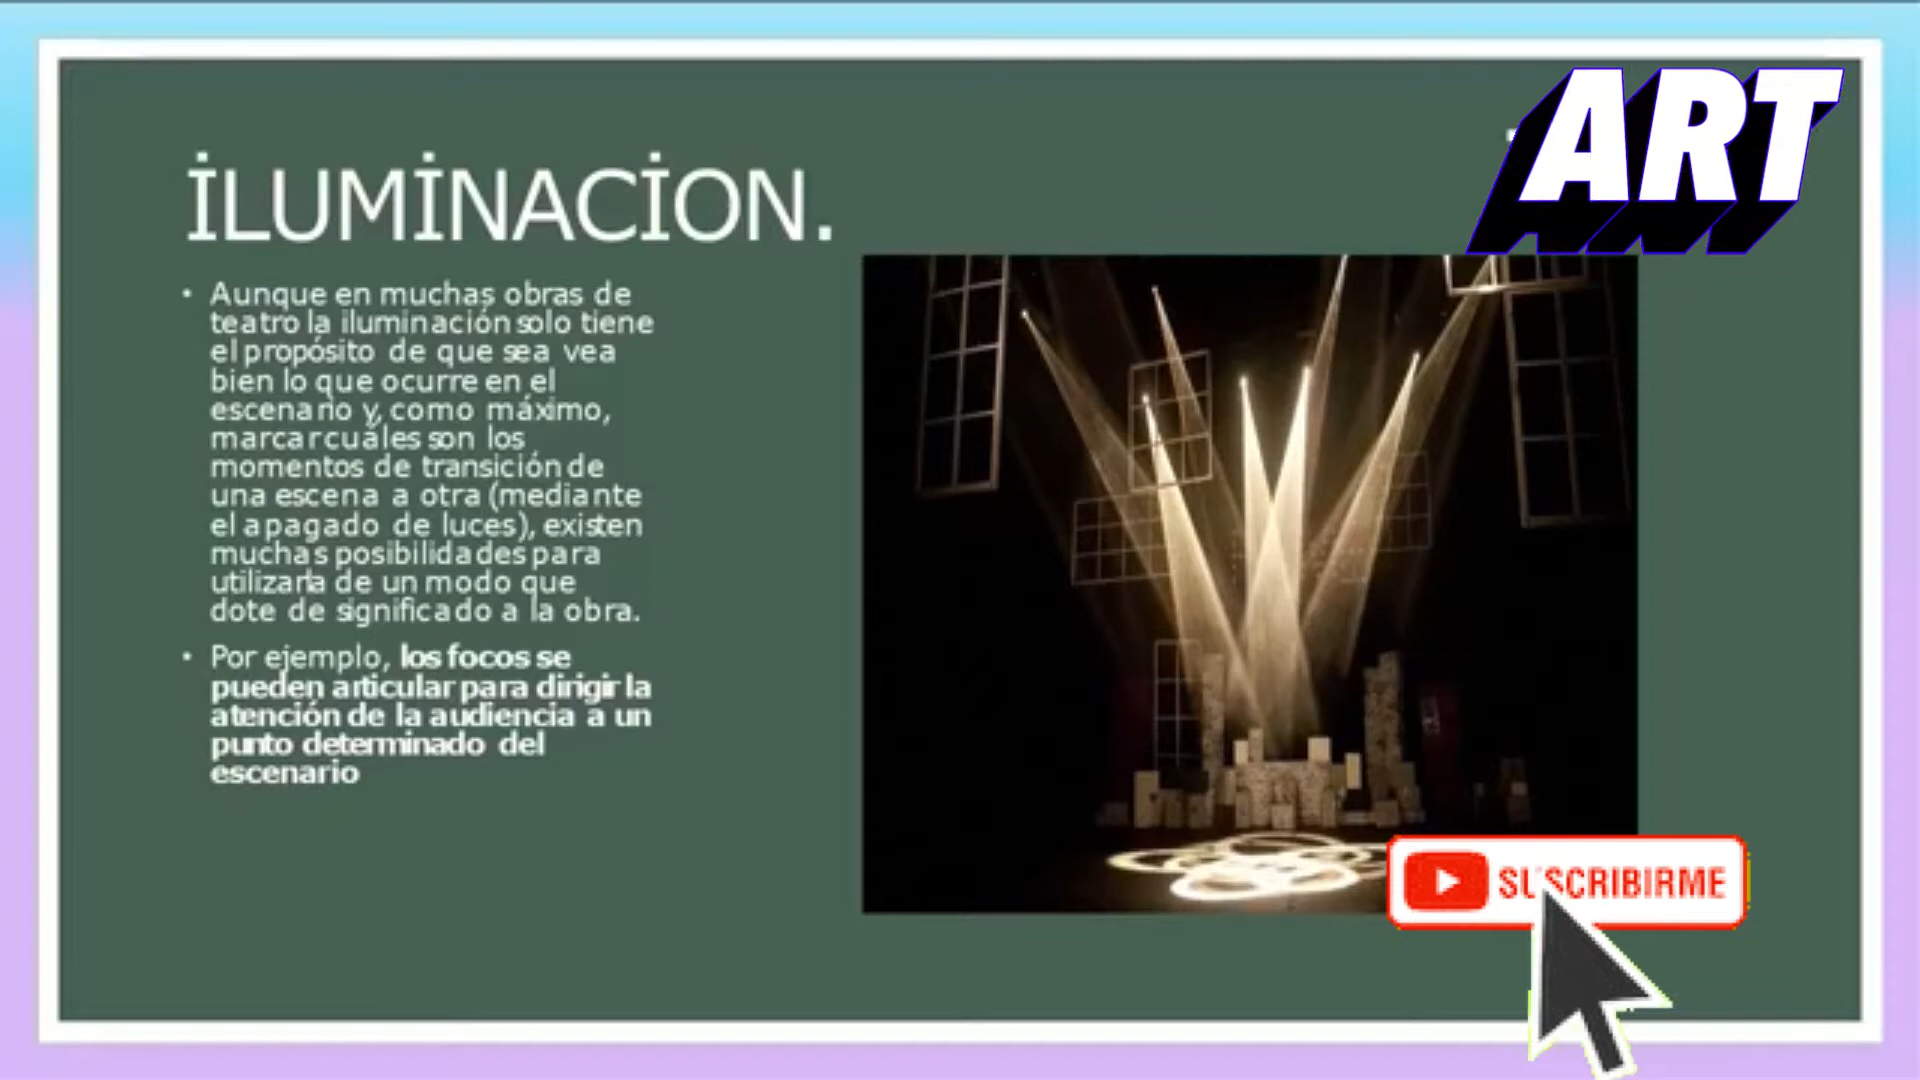 ART
İLUMİNACİON.
• Aunque en muchas obras de
teatro la iluminación solo tiene
el propósito de que sea vea
bien lo que ocurre en el
escenario y, como máximo,
marcar cuáles son los
momentos de transición de
una escena a otra (mediante
el apagado de luces), existen
muchas posibilidades para
utilizarla de un modo que
dote de significado a la obra.
• Por ejemplo, los focos se
pueden articular para dirigir la
atención de la audiencia a un
punto determinado del
escenario
SUSCRIBIRME